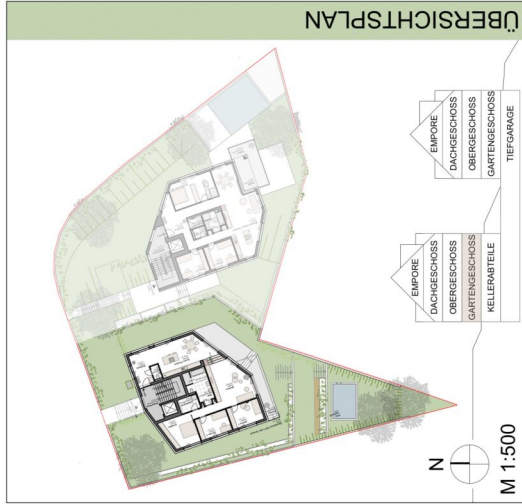 ÜBERSICHTSPLAN
EMPORE
DACHGESCHOSS
OBERGESCHOSS
GARTENGESCHOSS
KELLERABTEILE
EMPORE
DACHGESCHOSS
OBERGESCHOSS
GARTENGESCHOSS
TIEFGARAGE
N
M 1:500